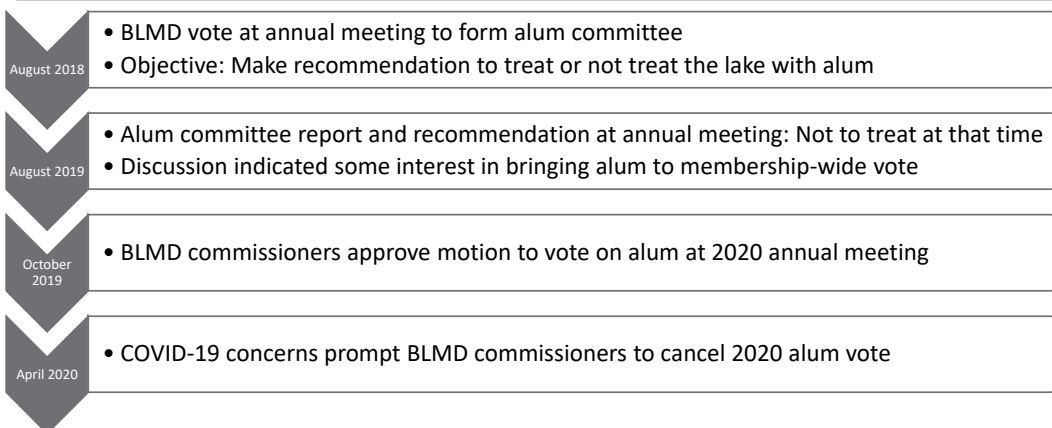 August 2018
• BLMD vote at annual meeting to form alum committee
• Objective: Make recommendation to treat or not treat the lake with alum
August 2019
• Alum committee report and recommendation at annual meeting: Not to treat at that time
• Discussion indicated some interest in bringing alum to membership-wide vote
October
2019
• BLMD commissioners approve motion to vote on alum at 2020 annual meeting
April 2020
• COVID-19 concerns prompt BLMD commissioners to cancel 2020 alum vote